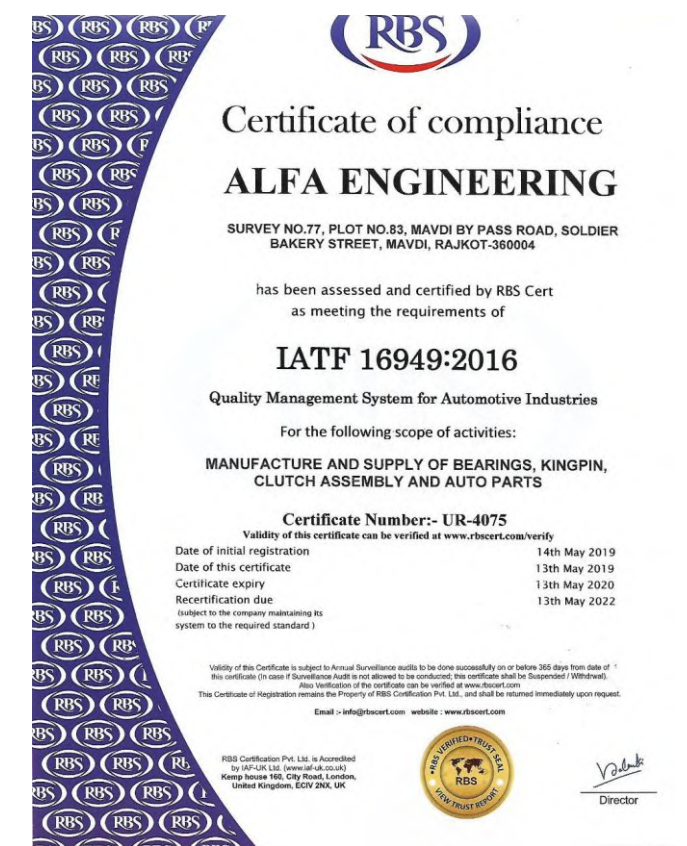 RBS
Certificate of compliance
ALFA ENGINEERING
SURVEY NO.77, PLOT NO.83, MAVDI BY PASS ROAD, SOLDIER
BAKERY STREET, MAVDI, RAJKOT-360004
has been assessed and certified by RBS Cert
as meeting the requirements of
IATF 16949:2016
Quality Management System for Automotive Industries
For the following scope of activities:
MANUFACTURE AND SUPPLY OF BEARINGS, KINGPIN,
CLUTCH ASSEMBLY AND AUTO PARTS
Certificate Number:- UR-4075
Validity of this certificate can be verified at www.rbscert.com/verify
Date of initial registration 14th May 2019
Date of this certificate 13th May 2019
Certificate expiry 13th May 2020
Recertification due 13th May 2022
(subject to the company maintaining its
system to the required standard )
Validity of this Certificate is subject to Annual Surveillance audits to be done successfully on or before 365 days from date of
this certificate (In case if Surveillance Audit is not allowed to be conducted; this certificate shall be Suspended / Withdrwal).
Also Verification of the certificate can be verified at www.rbscert.com
This Certificate of Registration remains the Property of RBS Certification Pvt. Ltd., and shall be returned immediately upon request.
Email :- info@rbscert.com website : www.rbscert.com
RBS Certification Pvt. Ltd. is Accredited
by IAF-UK Ltd. (www.iaf-uk.co.uk)
Kemp house 160, City Road, London,
United Kingdom, ECIV 2NX, UK
RBS VERIFIED TRUST SEAL
RBS
VIEW TRUST REPORT
Director